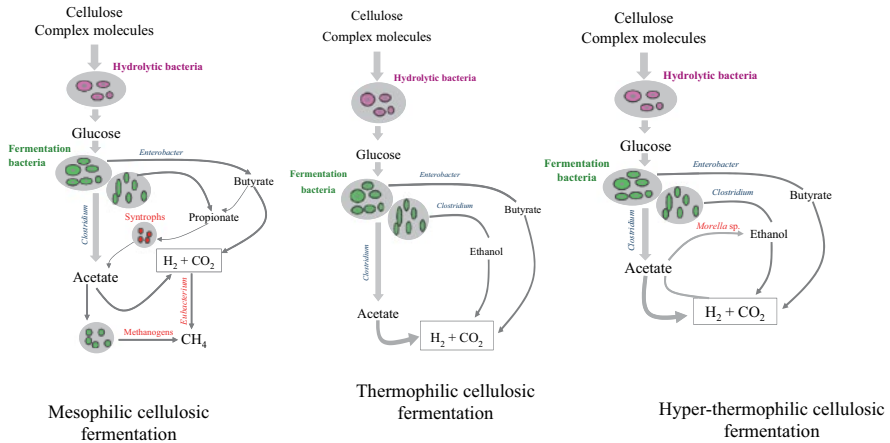 Cellulose
Complex molecules
Hydrolytic bacteria
Glucose
Fermentation
bacteria
Enterobacter
Butyrate
Propionate
Syntrophs
Clostridium
Acetate
H₂ + CO₂
Eubacterium
Methanogens
CH₄
Mesophilic cellulosic
fermentation
Cellulose
Complex molecules
Hydrolytic bacteria
Glucose
Fermentation
bacteria
Enterobacter
Clostridium
Butyrate
Ethanol
Clostridium
Acetate
H₂ + CO₂
Thermophilic cellulosic
fermentation
Cellulose
Complex molecules
Hydrolytic bacteria
Glucose
Fermentation
bacteria
Enterobacter
Clostridium
Butyrate
Clostridium
Morella sp.
Ethanol
Acetate
H₂ + CO₂
Hyper-thermophilic cellulosic
fermentation